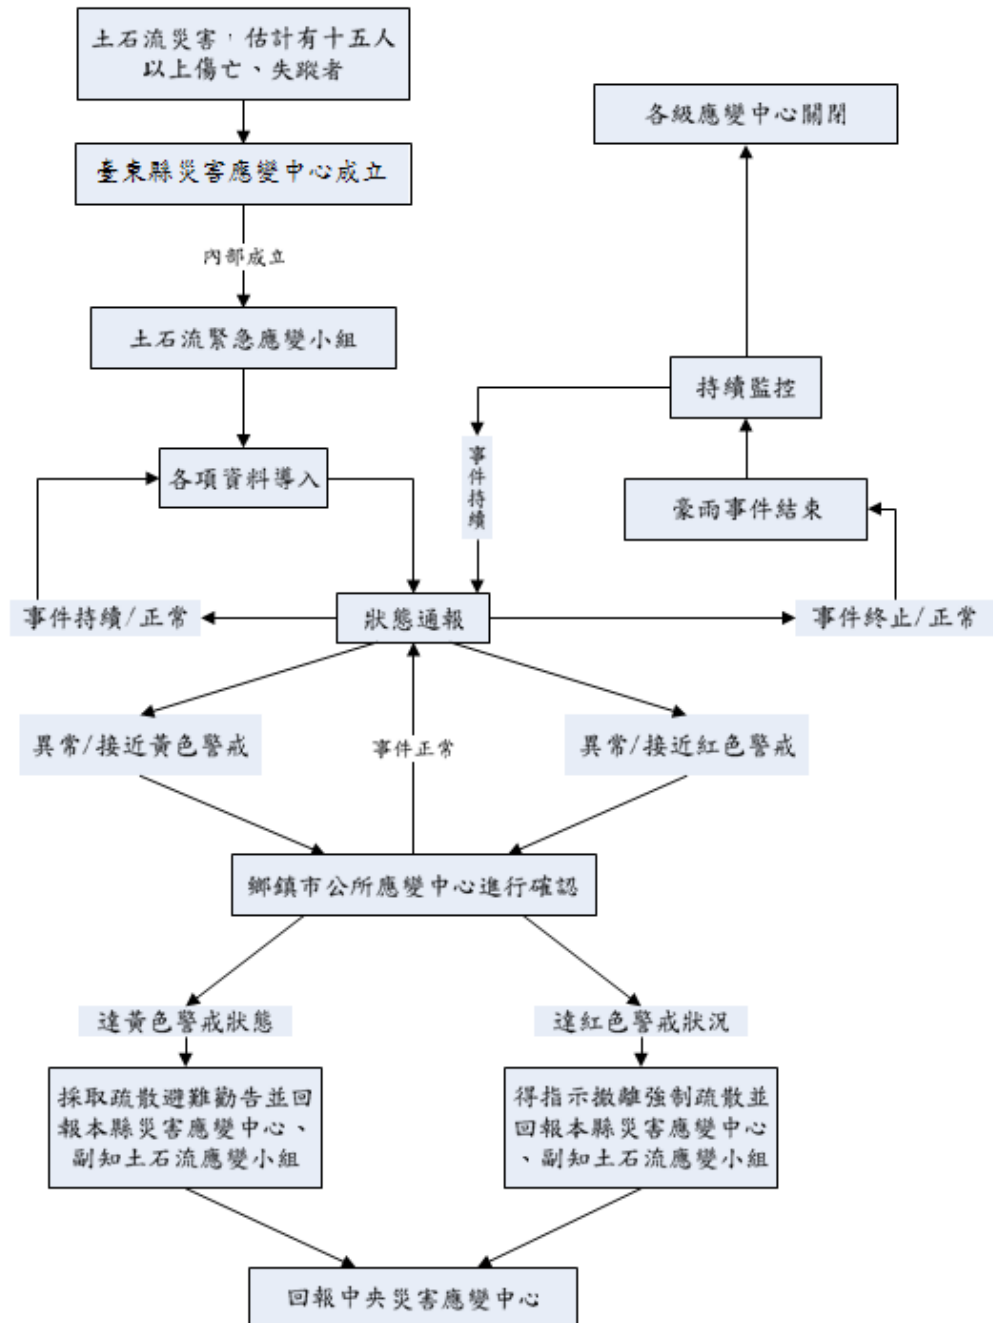 土石流災害，估計有十五人
以上傷亡、失蹤者
各級應變中心關閉
臺東縣災害應變中心成立
內部成立
土石流緊急應變小組
持續監控
各項資料導入
事件持續
豪雨事件結束
事件持續/正常
狀態通報
事件終止/正常
異常/接近黃色警戒
事件正常
異常/接近紅色警戒
鄉鎮市公所應變中心進行確認
達黃色警戒狀態
達紅色警戒狀況
採取疏散避難勸告並回
報本縣災害應變中心、
副知土石流應變小組
得指示撤離強制疏散並
回報本縣災害應變中心
、副知土石流應變小組
回報中央災害應變中心